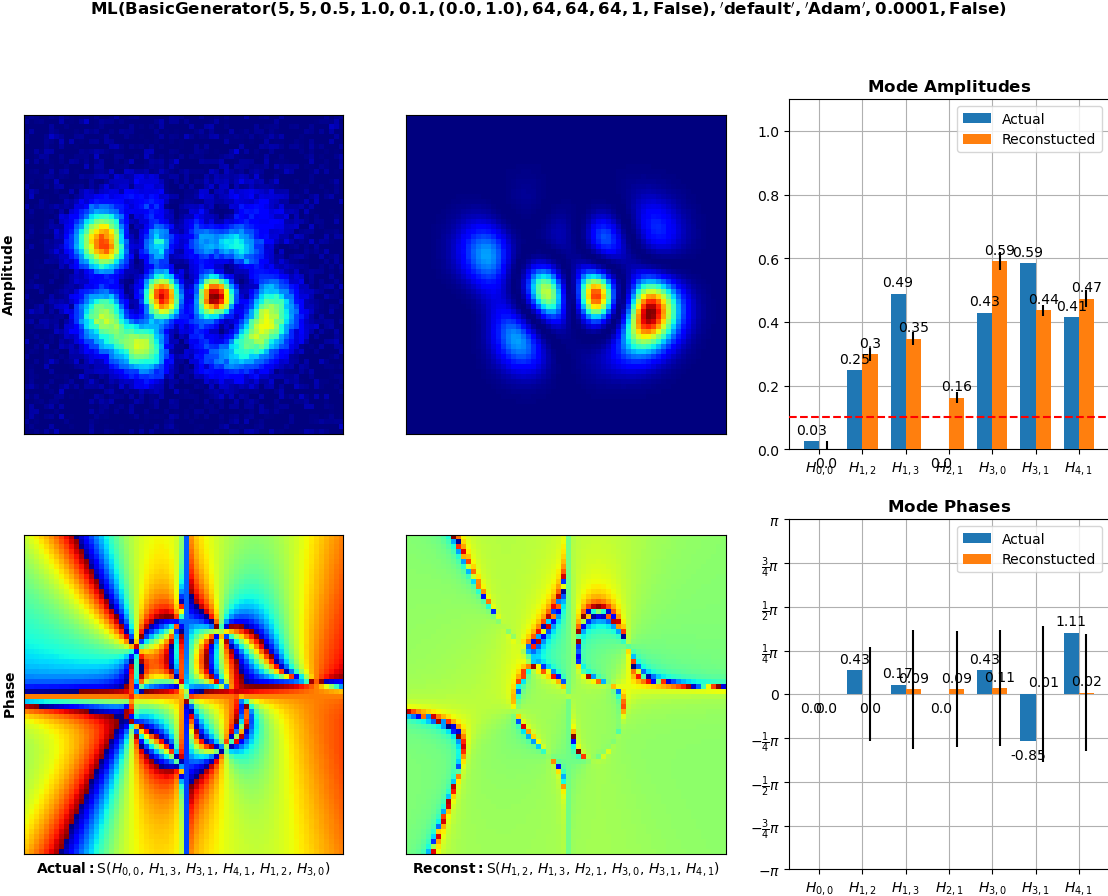 ML(BasicGenerator(5, 5, 0.5, 1.0, 0.1, (0.0, 1.0), 64, 64, 64, 1, False), 'default', 'Adam', 0.0001, False)
Mode Amplitudes
Actual
Reconstucted
1.0
0.8
0.6
0.4
0.2
0.0
0.03
0.0
0.25
0.3
0.49
0.35
0.0
0.16
0.43
0.59
0.59
0.44
0.41
0.47
H0,0 H1,2 H1,3 H2,1 H3,0 H3,1 H4,1
Amplitude
Mode Phases
Actual
Reconstucted
π
3/4π
1/2π
1/4π
0
−1/4π
−1/2π
−3/4π
−π
0.0
0.0
0.43
0.0
0.17
0.09
0.0
0.09
0.43
0.11
-0.85
0.01
1.11
0.02
H0,0 H1,2 H1,3 H2,1 H3,0 H3,1 H4,1
Phase
Actual: S(H0,0, H1,3, H3,1, H4,1, H1,2, H3,0)
Reconst: S(H1,2, H1,3, H2,1, H3,0, H3,1, H4,1)